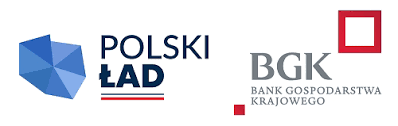 POLSKI
ŁAD
BGK
BANK GOSPODARSTWA
KRAJOWEGO